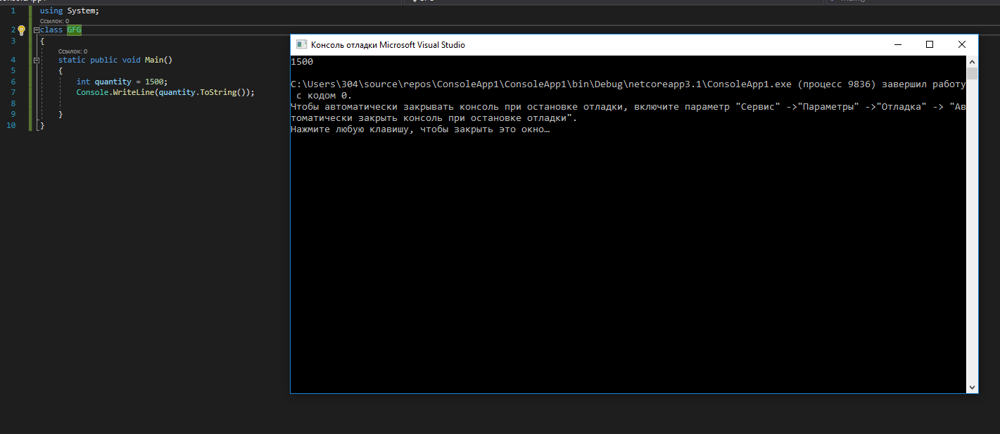 1 using System;
Ссылок: 0
2 class GFG
3 {
Ссылок: 0
4 static public void Main()
5 {
6 int quantity = 1500;
7 Console.WriteLine(quantity.ToString());
8
9 }
10 }
Консоль отладки Microsoft Visual Studio
1500
C:\Users\304\source\repos\ConsoleApp1\ConsoleApp1\bin\Debug\netcoreapp3.1\ConsoleApp1.exe (процесс 9836) завершил работу
с кодом 0.
Чтобы автоматически закрывать консоль при остановке отладки, включите параметр "Сервис" ->"Параметры" ->"Отладка" -> "Ав
томатически закрыть консоль при остановке отладки".
Нажмите любую клавишу, чтобы закрыть это окно…